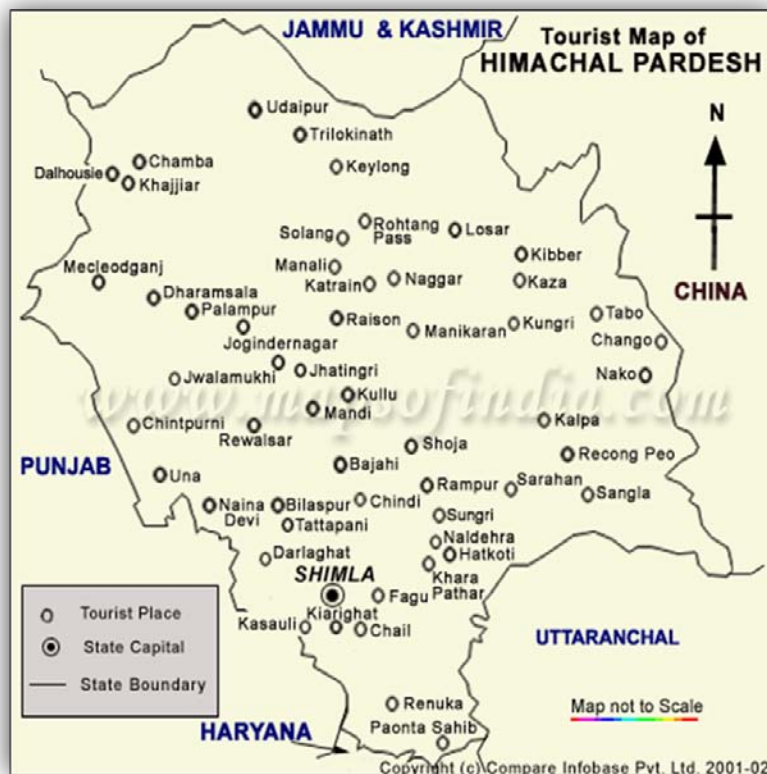 JAMMU & KASHMIR
Tourist Map of
HIMACHAL PARDESH
N
Udaipur
Trilokinath
Chamba
Dalhousie
Khajjiar
Keylong
Rohtang
Pass
Solang
Losar
Kibber
Mecleodganj
Manali
Katrain
Naggar
Kaza
CHINA
Dharamsala
Palampur
Raison
Manikaran
Kungri
Tabo
Chango
Jogindernagar
Jwalamukhi
Jhatingri
Nako
www.mapsofindia.com
Kullu
Mandi
Chintpurni
Rewalsar
Kalpa
Shoja
PUNJAB
Una
Bajahi
Recong Peo
Rampur
Sarahan
Sangla
Naina
Devi
Bilaspur
Chindi
Tattapani
Sungri
Naldehra
Hatkoti
Darlaghat
Khara
Pathar
SHIMLA
Fagu
Tourist Place
Kiarighat
Kasauli
Chail
State Capital
UTTARANCHAL
State Boundary
Renuka
Map not to Scale
HARYANA
Paonta Sahib
Copyright (c) Compare Infobase Pvt. Ltd. 2001-02